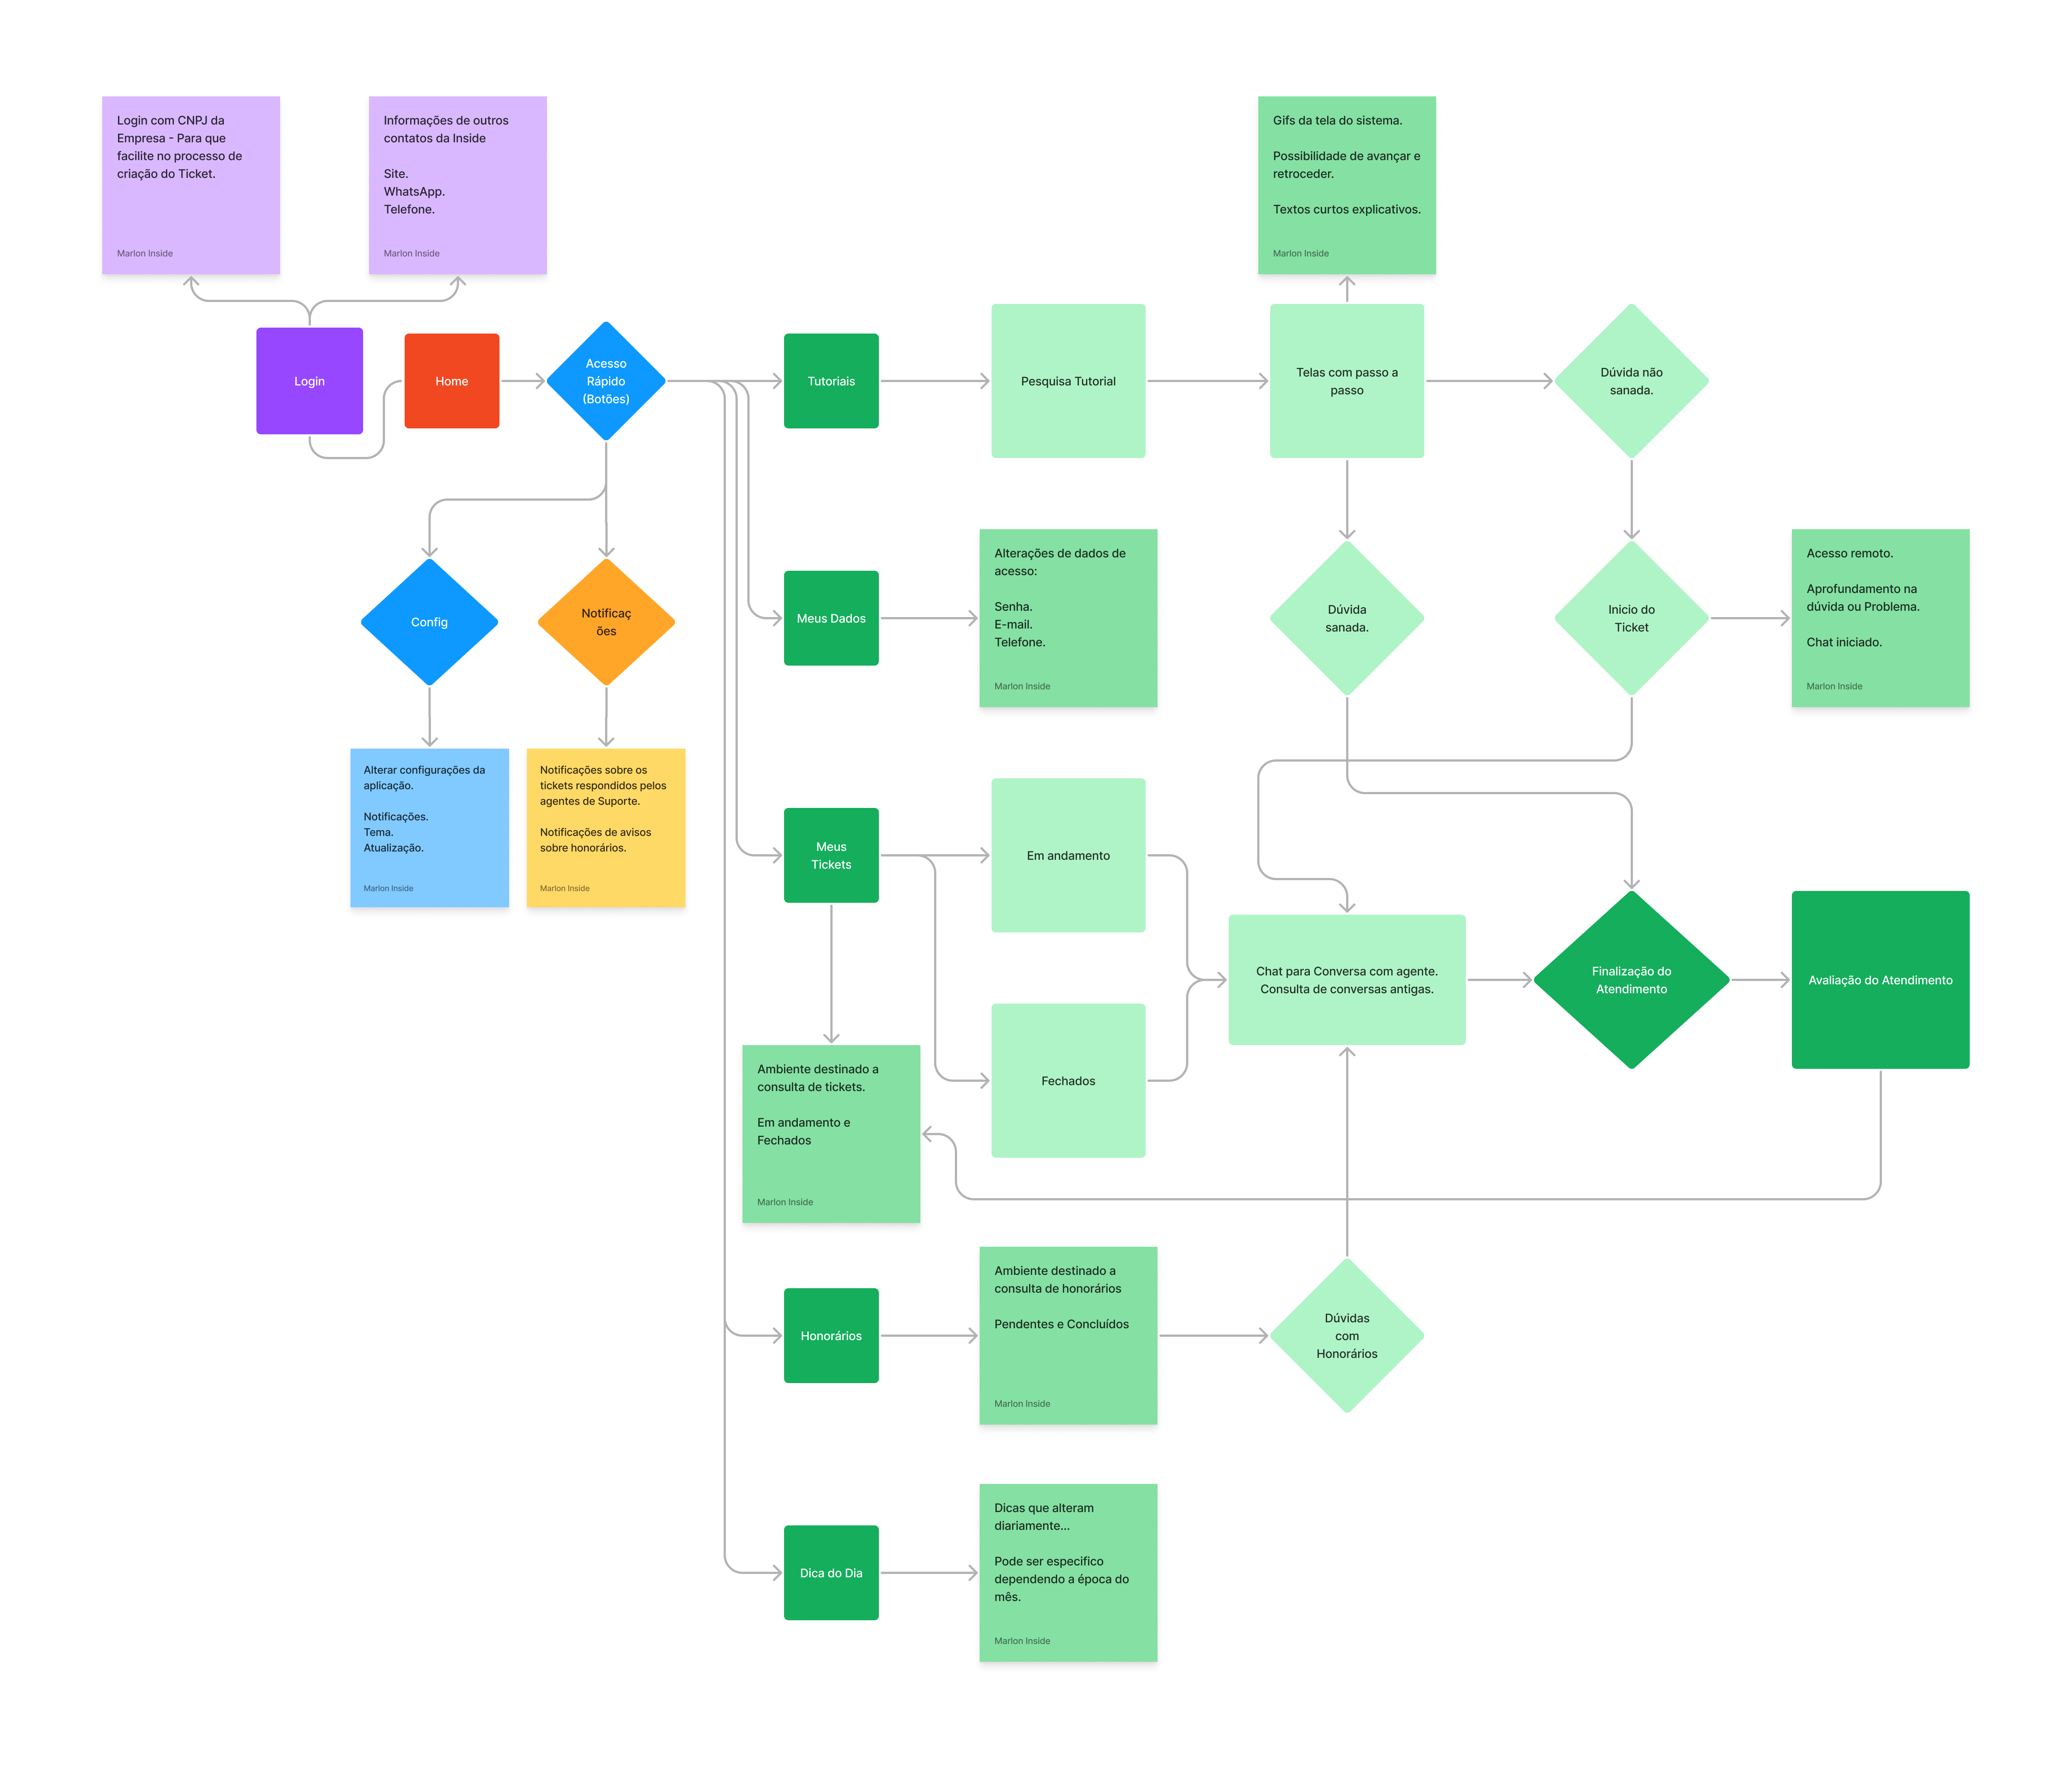 Login com CNPJ da
Empresa - Para que
facilite no processo de
criação do Ticket.
Marlon Inside
Informações de outros
contatos da Inside
Site.
WhatsApp.
Telefone.
Marlon Inside
Gifs da tela do sistema.
Possibilidade de avançar e
retroceder.
Textos curtos explicativos.
Marlon Inside
Login
Home
Acesso
Rápido
(Botões)
Tutoriais
Pesquisa Tutorial
Telas com passo a
passo
Dúvida não
sanada.
Config
Notificaç
ões
Meus Dados
Alterações de dados de
acesso:
Senha.
E-mail.
Telefone.
Marlon Inside
Dúvida
sanada.
Inicio do
Ticket
Acesso remoto.
Aprofundamento na
dúvida ou Problema.
Chat iniciado.
Marlon Inside
Alterar configurações da
aplicação.
Notificações.
Tema.
Atualização.
Marlon Inside
Notificações sobre os
tickets respondidos pelos
agentes de Suporte.
Notificações de avisos
sobre honorários.
Marlon Inside
Meus
Tickets
Em andamento
Fechados
Chat para Conversa com agente.
Consulta de conversas antigas.
Finalização do
Atendimento
Avaliação do Atendimento
Ambiente destinado a
consulta de tickets.
Em andamento e
Fechados
Marlon Inside
Honorários
Ambiente destinado a
consulta de honorários
Pendentes e Concluídos
Marlon Inside
Dúvidas
com
Honorários
Dica do Dia
Dicas que alteram
diariamente...
Pode ser especifico
dependendo a época do
mês.
Marlon Inside